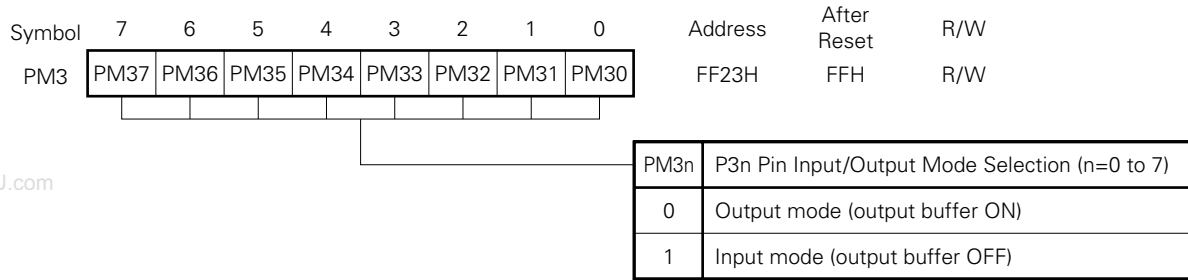 Symbol 7 6 5 4 3 2 1 0 Address After Reset R/W
PM3 PM37 PM36 PM35 PM34 PM33 PM32 PM31 PM30 FF23H FFH R/W
PM3n P3n Pin Input/Output Mode Selection (n=0 to 7)
0 Output mode (output buffer ON)
1 Input mode (output buffer OFF)
J.com